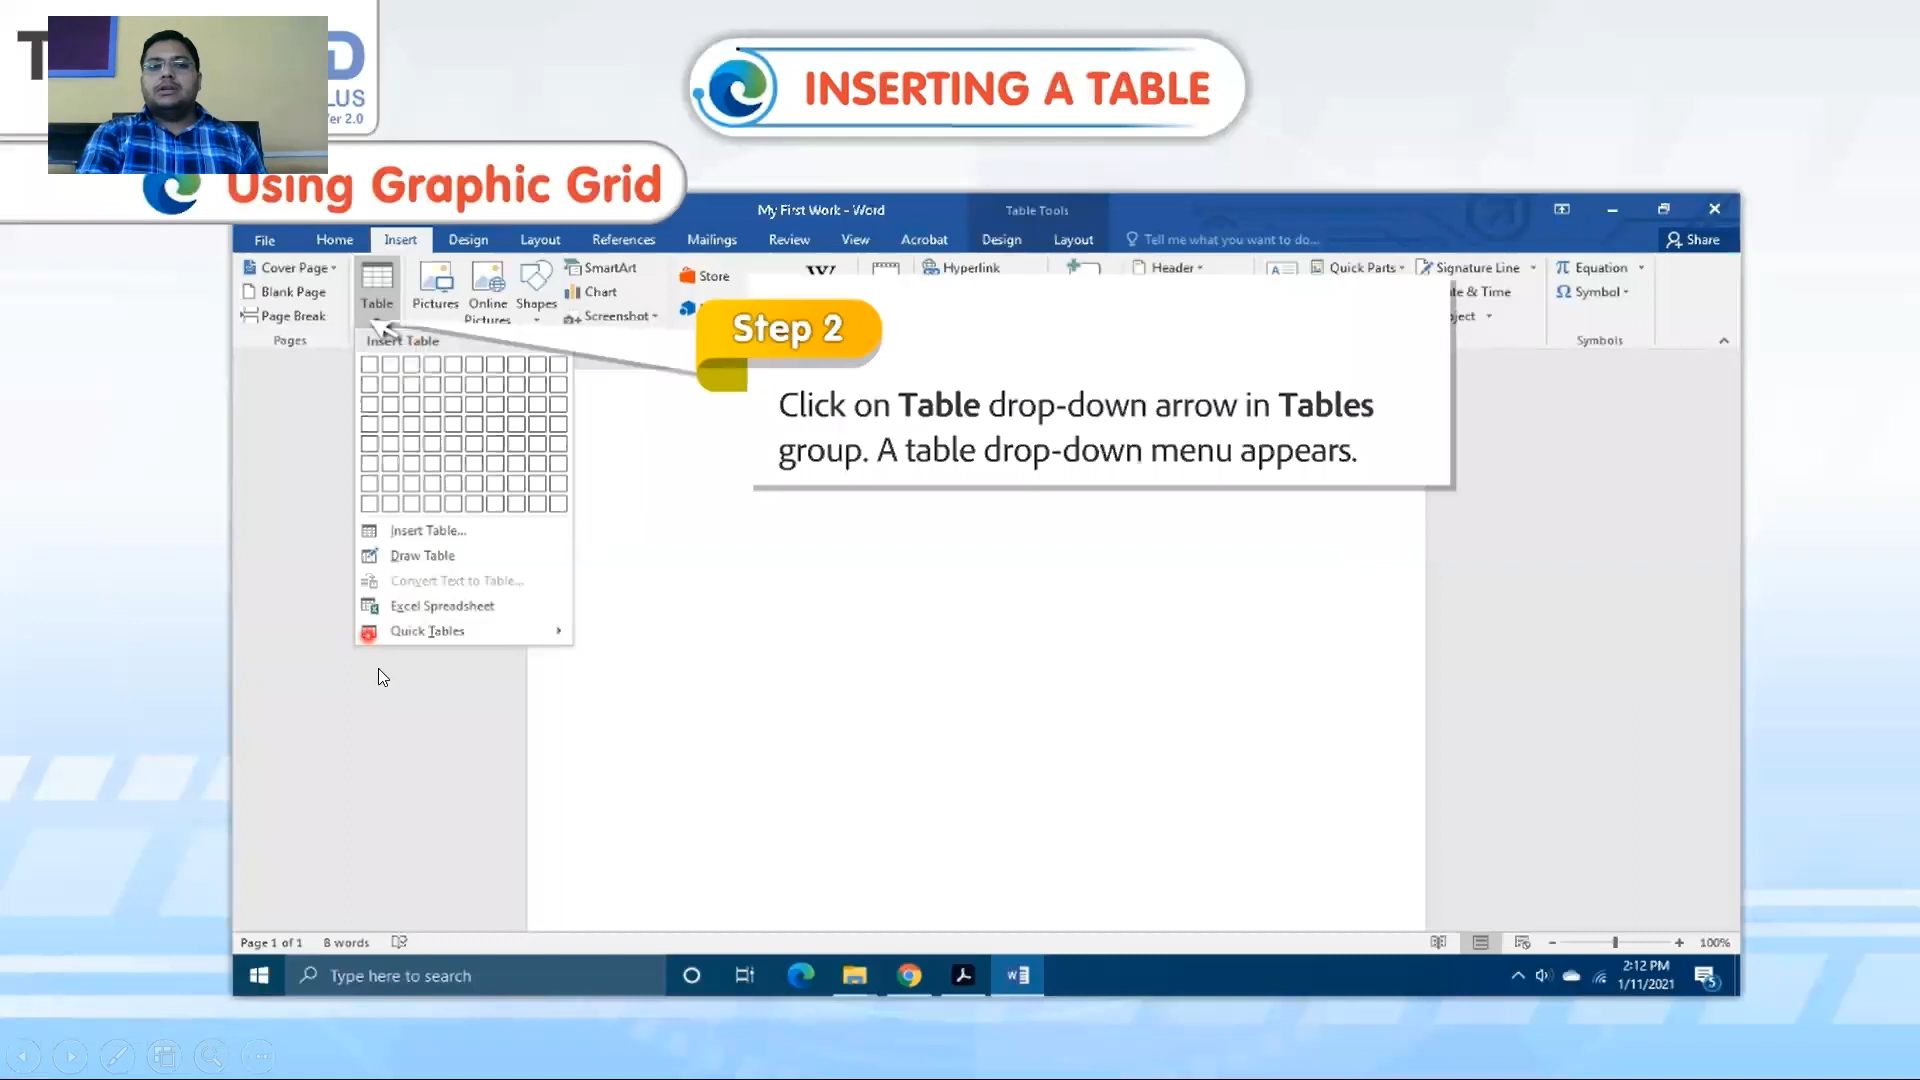 T D
LUS
Ver 2.0
INSERTING A TABLE
Using Graphic Grid
My First Work - Word
Table Tools
File Home Insert Design Layout References Mailings Review View Acrobat Design Layout Tell me what you want to do... Share
Cover Page
Blank Page
Page Break
Pages
Table
Pictures
Online Pictures
Shapes
SmartArt
Chart
Screenshot
Store
W
Hyperlink
Header
A
Quick Parts
Signature Line
te & Time
ject
π Equation
Ω Symbol
Symbols
Insert Table
Insert Table...
Draw Table
Convert Text to Table...
Excel Spreadsheet
Quick Tables
Step 2
Click on Table drop-down arrow in Tables
group. A table drop-down menu appears.
Page 1 of 1 8 words
100%
Type here to search
2:12 PM
1/11/2021
5